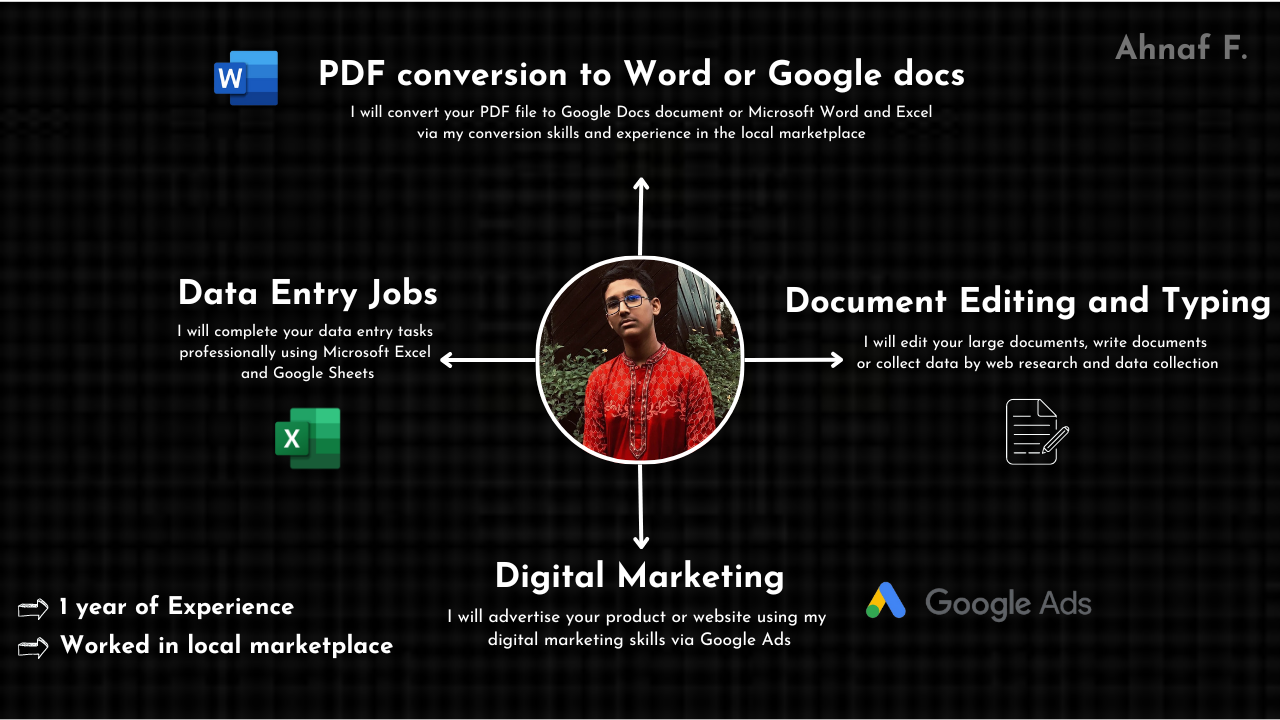 Ahnaf F.
W
PDF conversion to Word or Google docs
I will convert your PDF file to Google Docs document or Microsoft Word and Excel
via my conversion skills and experience in the local marketplace
Data Entry Jobs
I will complete your data entry tasks
professionally using Microsoft Excel
and Google Sheets
X
Document Editing and Typing
I will edit your large documents, write documents
or collect data by web research and data collection
Digital Marketing
I will advertise your product or website using my
digital marketing skills via Google Ads
Google Ads
1 year of Experience
Worked in local marketplace